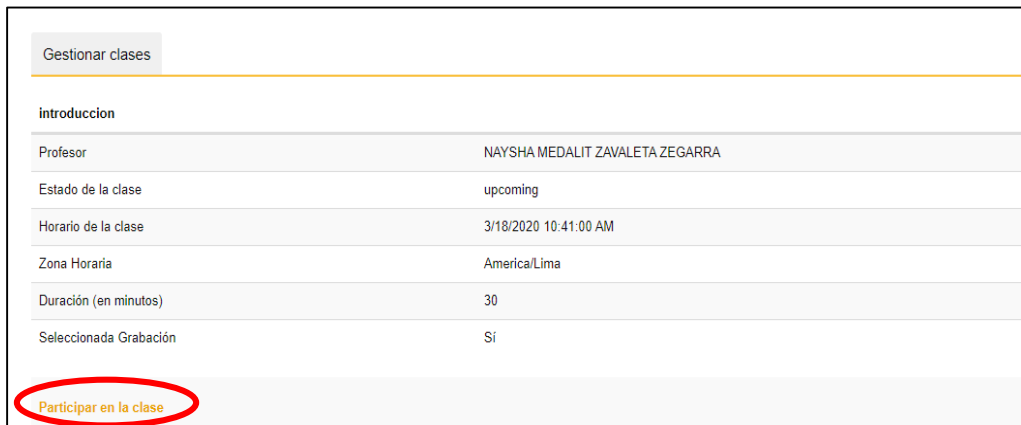 Gestionar clases
introduccion
Profesor NAYSHA MEDALIT ZAVALETA ZEGARRA
Estado de la clase upcoming
Horario de la clase 3/18/2020 10:41:00 AM
Zona Horaria America/Lima
Duración (en minutos) 30
Seleccionada Grabación Sí
Participar en la clase